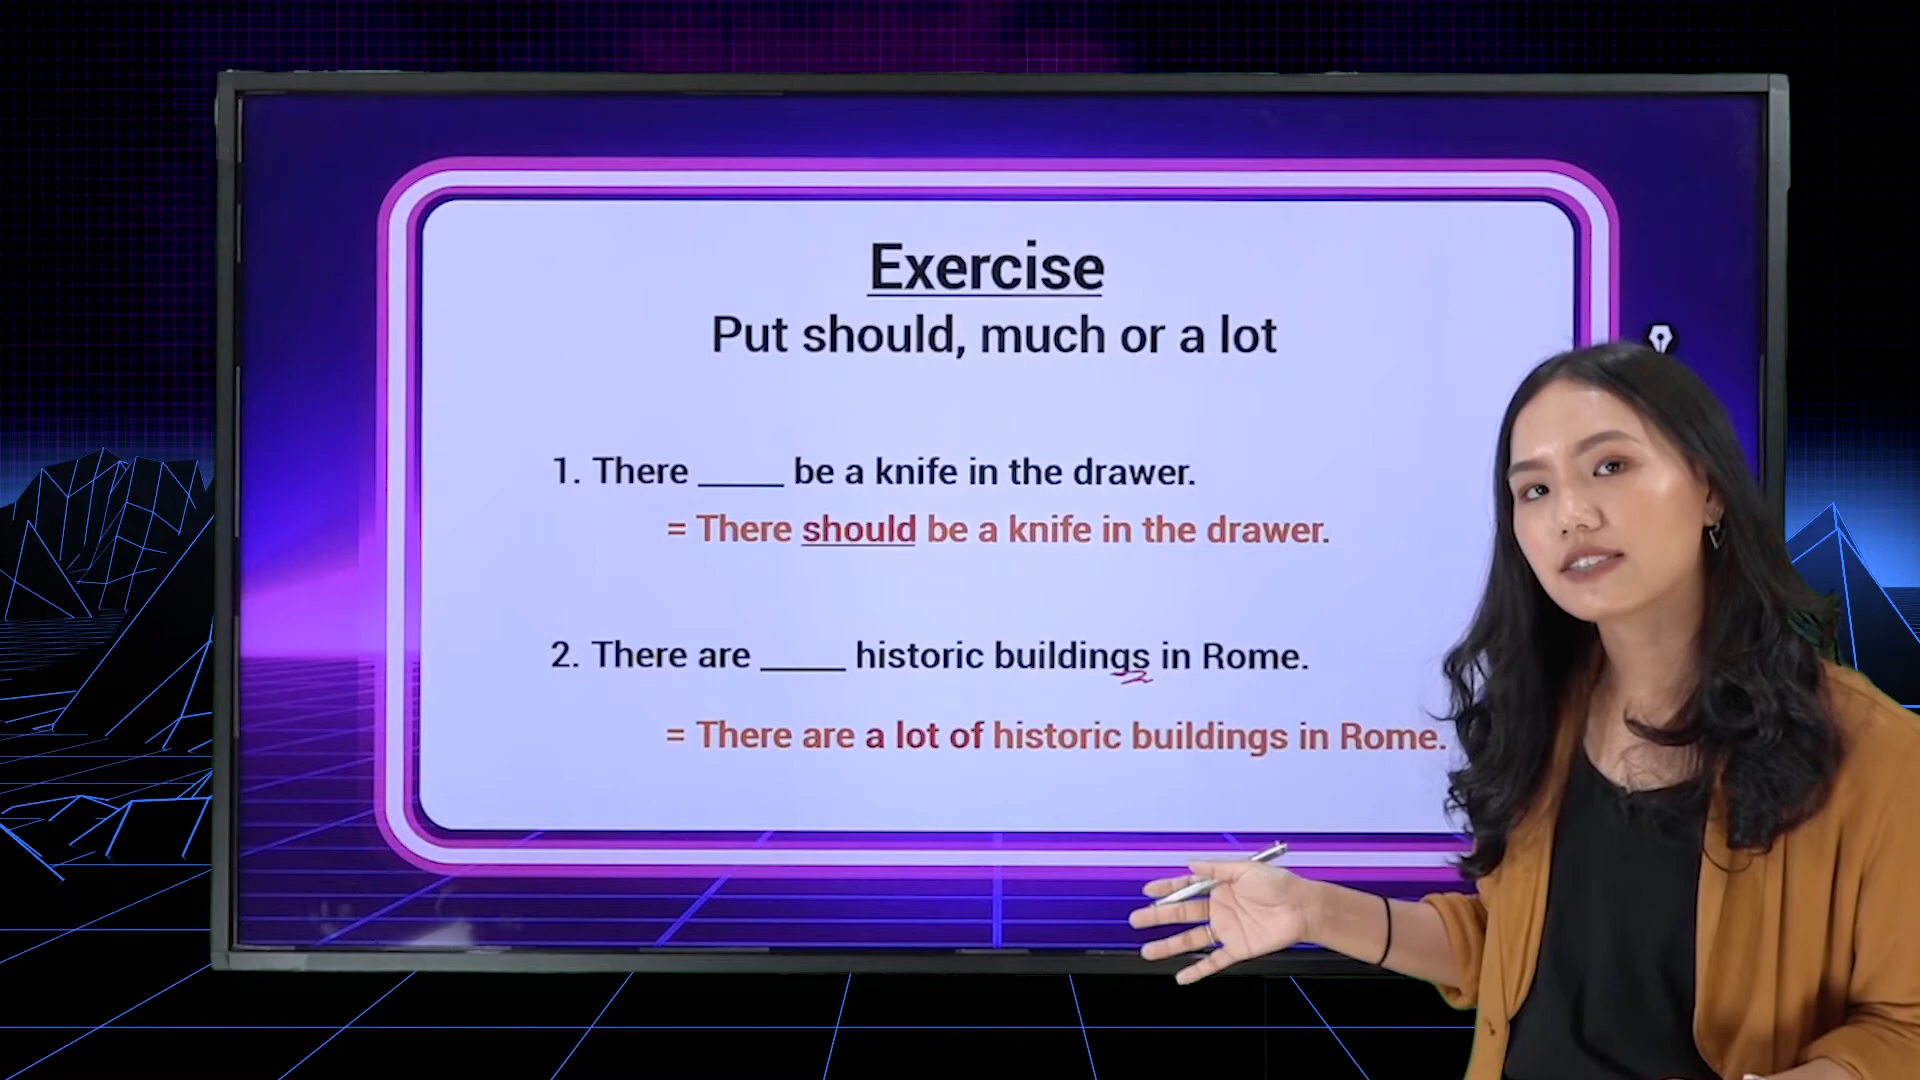 Exercise
Put should, much or a lot
1. There _____ be a knife in the drawer.
= There should be a knife in the drawer.
2. There are _____ historic buildings in Rome.
= There are a lot of historic buildings in Rome.